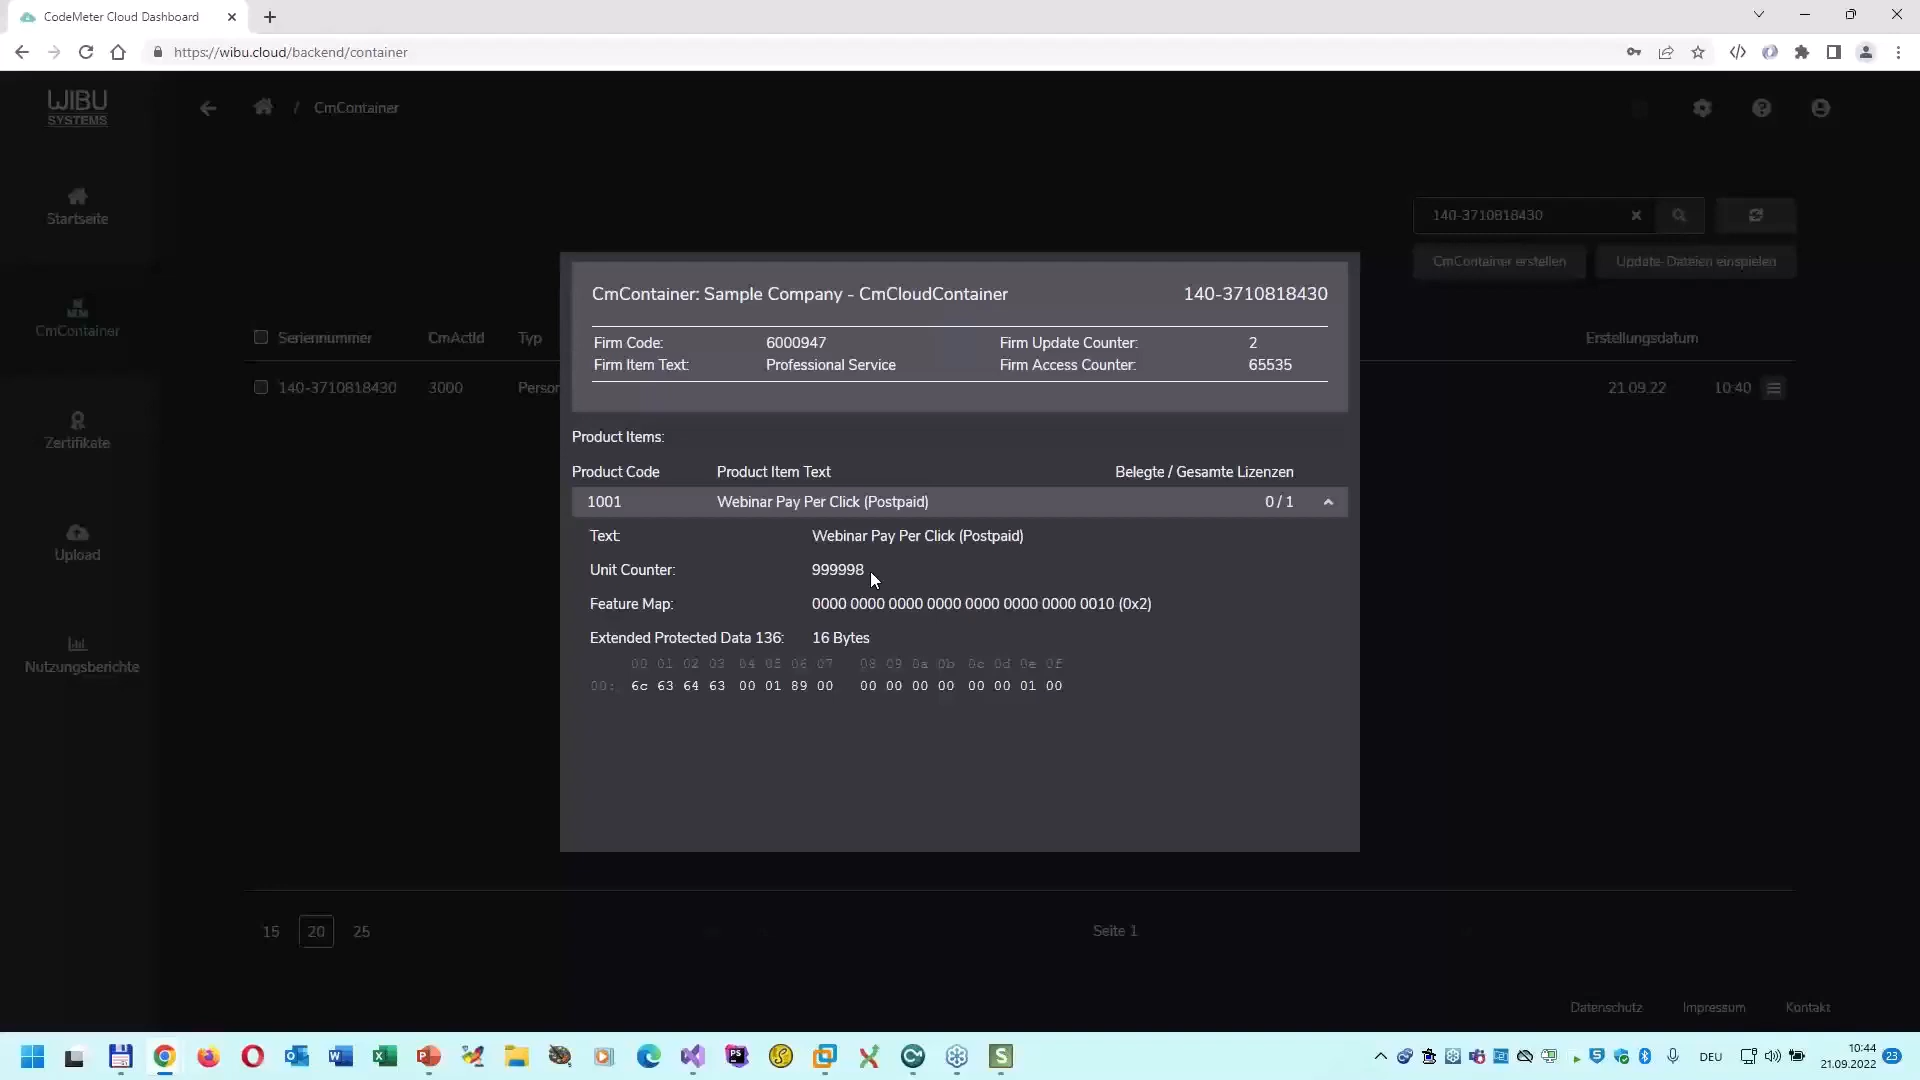 CodeMeter Cloud Dashboard
https://wibu.cloud/backend/container
WIBU
SYSTEMS
/ CmContainer
Startseite
CmContainer
Zertifikate
Upload
Nutzungsberichte
140-3710818430
CmContainer erstellen
Update-Dateien einspielen
Seriennummer CmActId Typ Erstellungsdatum
140-3710818430 3000 Person 21.09.22 10:40
CmContainer: Sample Company - CmCloudContainer 140-3710818430
Firm Code: 6000947 Firm Update Counter: 2
Firm Item Text: Professional Service Firm Access Counter: 65535
Product Items:
Product Code Product Item Text Belegte / Gesamte Lizenzen
1001 Webinar Pay Per Click (Postpaid) 0 / 1
Text: Webinar Pay Per Click (Postpaid)
Unit Counter: 999998
Feature Map: 0000 0000 0000 0000 0000 0000 0000 0010 (0x2)
Extended Protected Data 136: 16 Bytes
00 01 02 03 04 05 06 07 08 09 0a 0b 0c 0d 0e 0f
00: 6c 63 64 63 00 01 89 00 00 00 00 00 00 00 01 00
15 20 25
Seite 1
Datenschutz Impressum Kontakt
DEU
10:44
21.09.2022
23